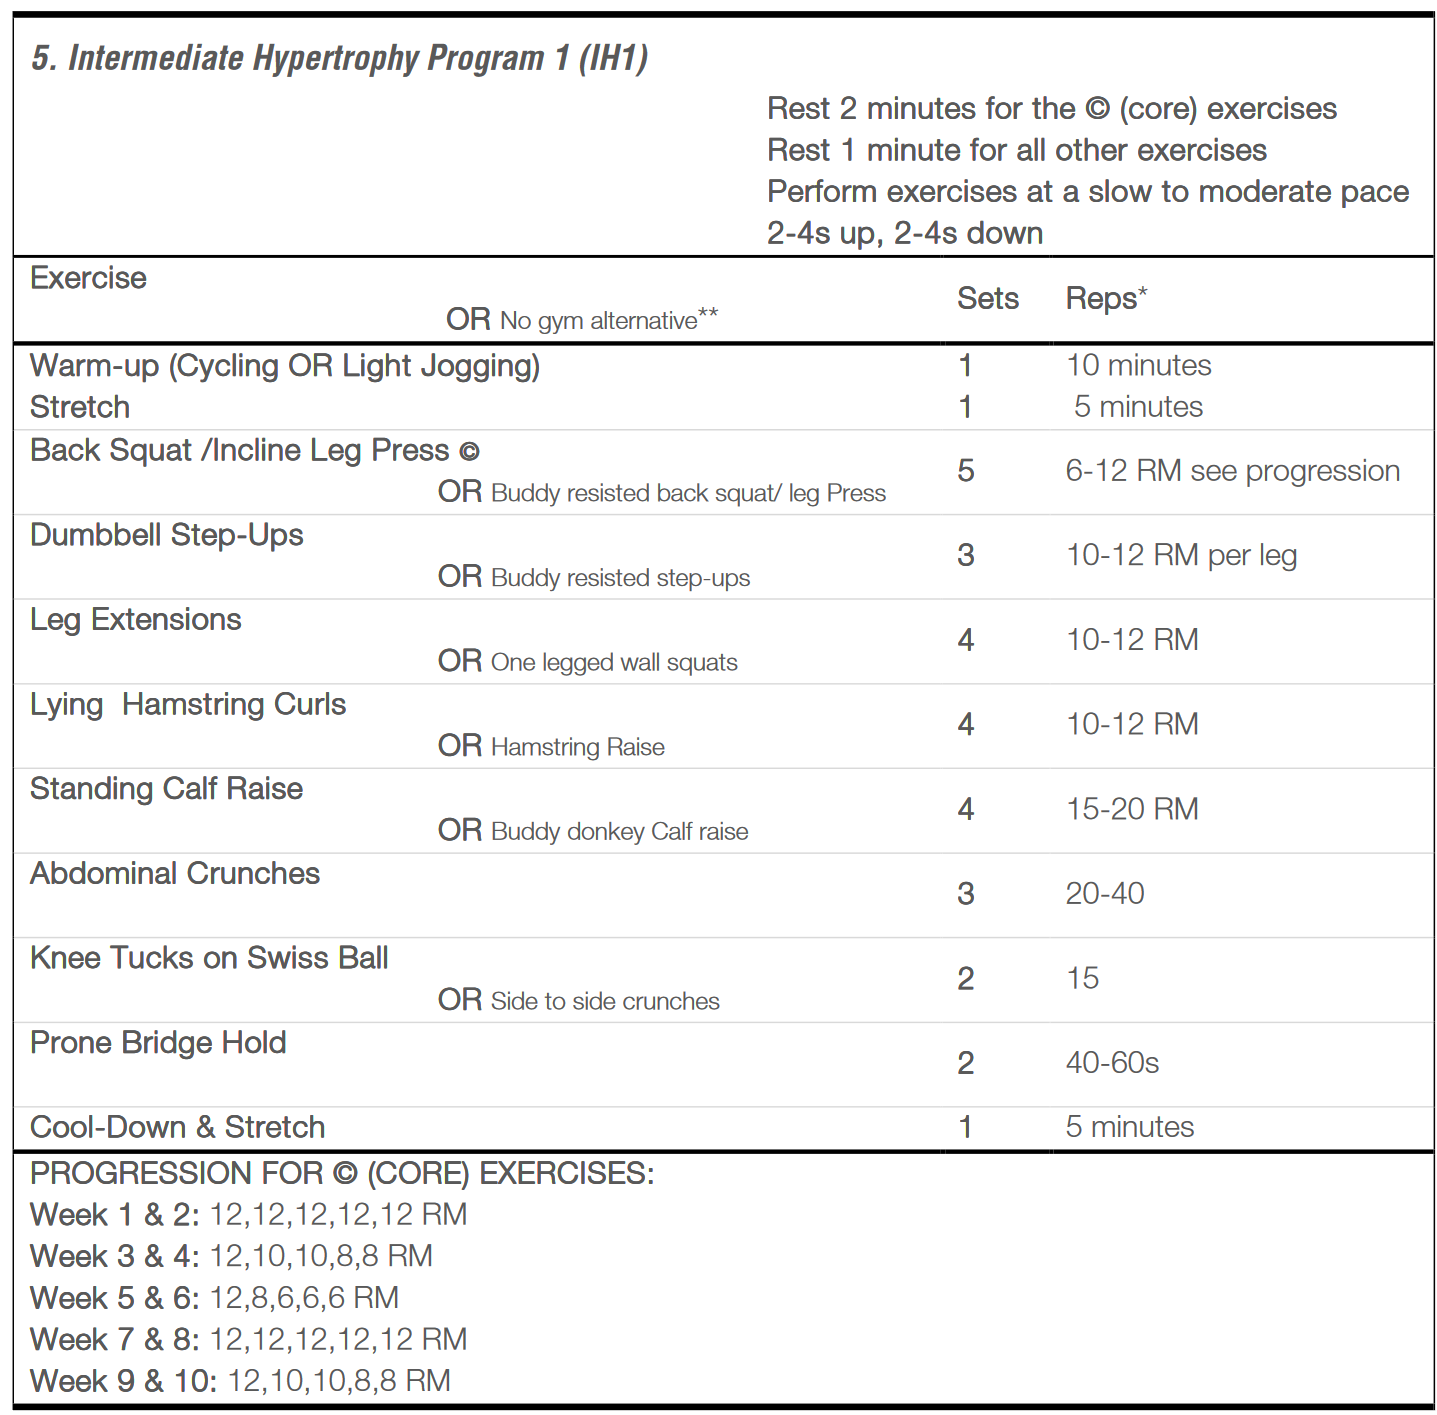 5. Intermediate Hypertrophy Program 1 (IH1)
Rest 2 minutes for the © (core) exercises
Rest 1 minute for all other exercises
Perform exercises at a slow to moderate pace
2-4s up, 2-4s down
Exercise
OR No gym alternative**
Sets Reps*
Warm-up (Cycling OR Light Jogging) 1 10 minutes
Stretch 1 5 minutes
Back Squat /Incline Leg Press ©
OR Buddy resisted back squat/ leg Press
5 6-12 RM see progression
Dumbbell Step-Ups
OR Buddy resisted step-ups
3 10-12 RM per leg
Leg Extensions
OR One legged wall squats
4 10-12 RM
Lying  Hamstring Curls
OR Hamstring Raise
4 10-12 RM
Standing Calf Raise
OR Buddy donkey Calf raise
4 15-20 RM
Abdominal Crunches
3 20-40
Knee Tucks on Swiss Ball
OR Side to side crunches
2 15
Prone Bridge Hold
2 40-60s
Cool-Down & Stretch 1 5 minutes
PROGRESSION FOR © (CORE) EXERCISES:
Week 1 & 2: 12,12,12,12,12 RM
Week 3 & 4: 12,10,10,8,8 RM
Week 5 & 6: 12,8,6,6,6 RM
Week 7 & 8: 12,12,12,12,12 RM
Week 9 & 10: 12,10,10,8,8 RM